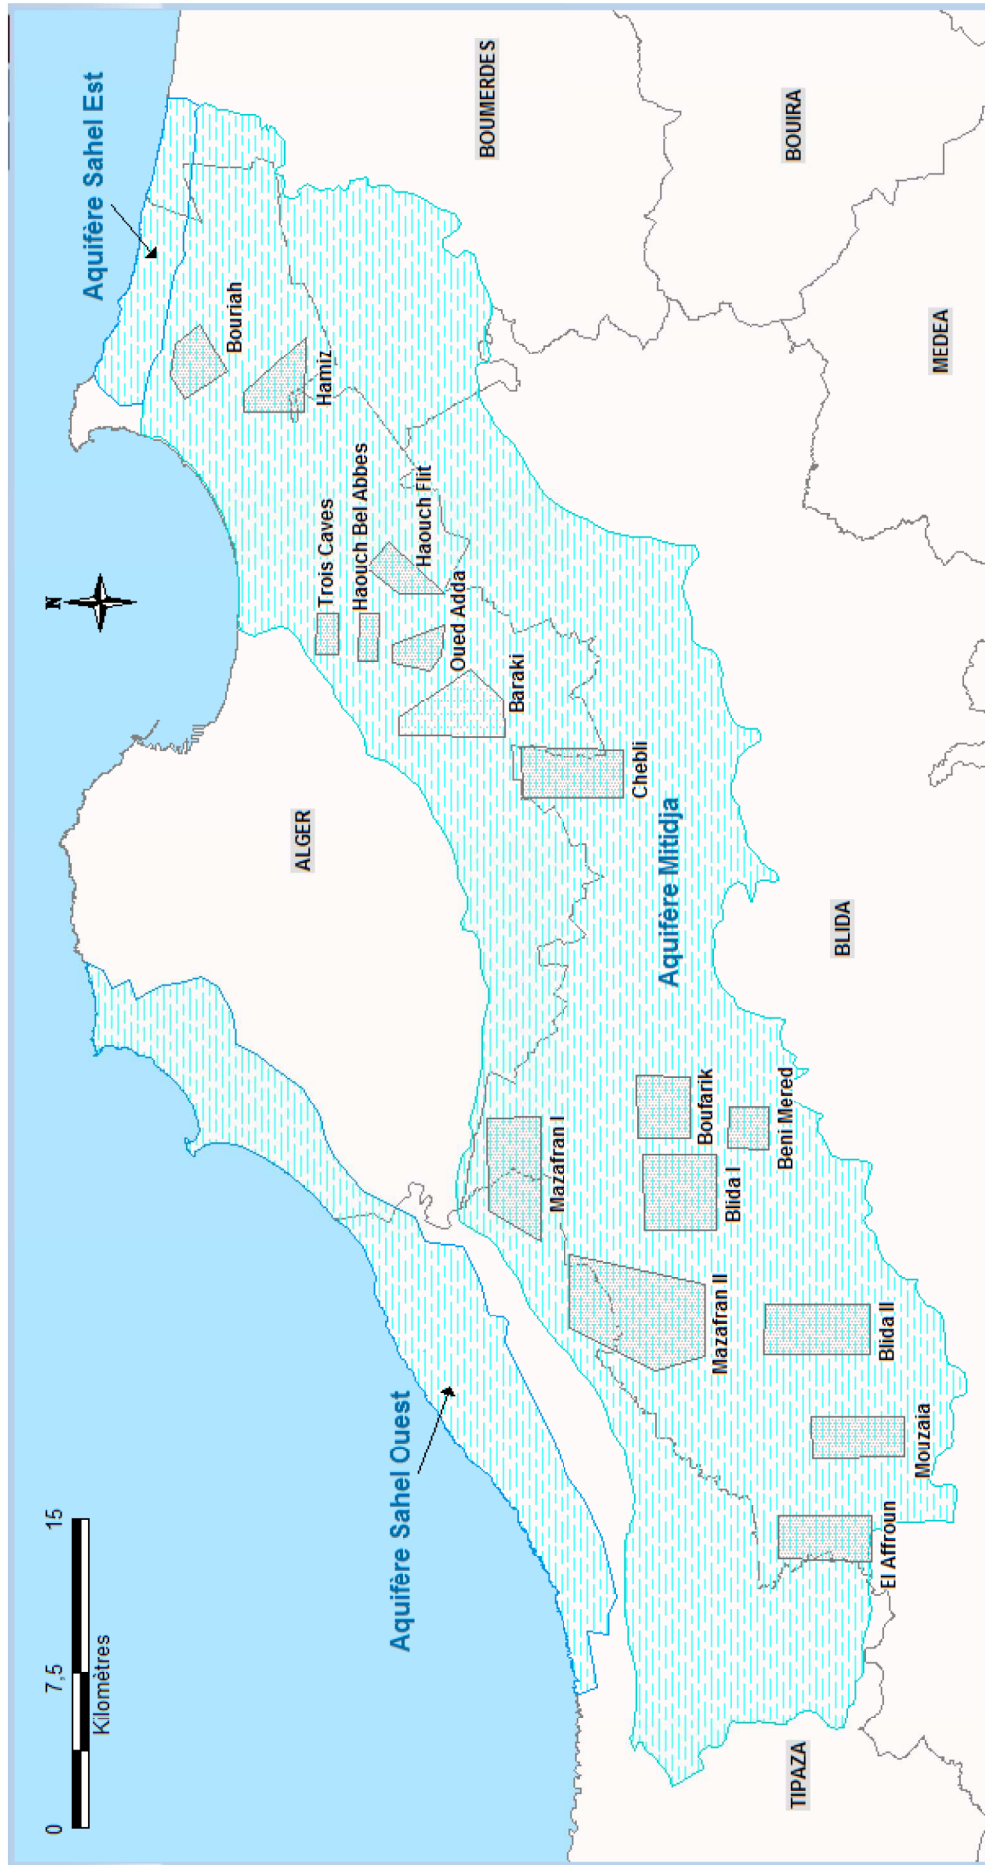 Aquifère Sahel Est
N
Bouriah
Hamiz
BOUMERDES
BOUIRA
Trois Caves
Haouch Bel Abbes
Haouch Flit
Oued Adda
Baraki
Chebli
MEDEA
ALGER
Aquifère Mitidja
BLIDA
Mazafran I
Boufarik
Beni Mered
Blida I
Mazafran II
Blida II
Aquifère Sahel Ouest
Mouzaia
El Affroun
TIPAZA
0 7,5 15
Kilomètres